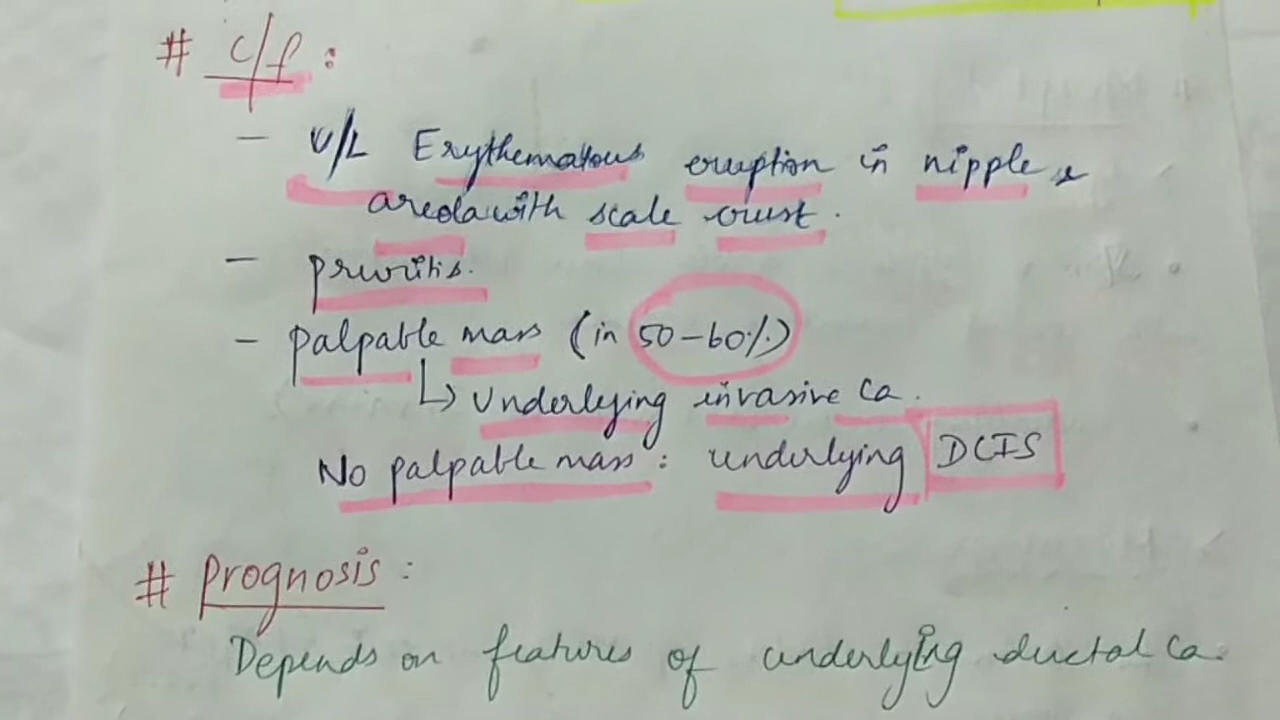 # C/f :
- U/L Erythematous eruption in nipple &
areola with scale crust.
- pruritis.
- palpable mass (in 50-60%)
↳ Underlying invasive Ca.
No palpable mass : underlying DCIS
# Prognosis :
Depends on features of underlying ductal Ca.